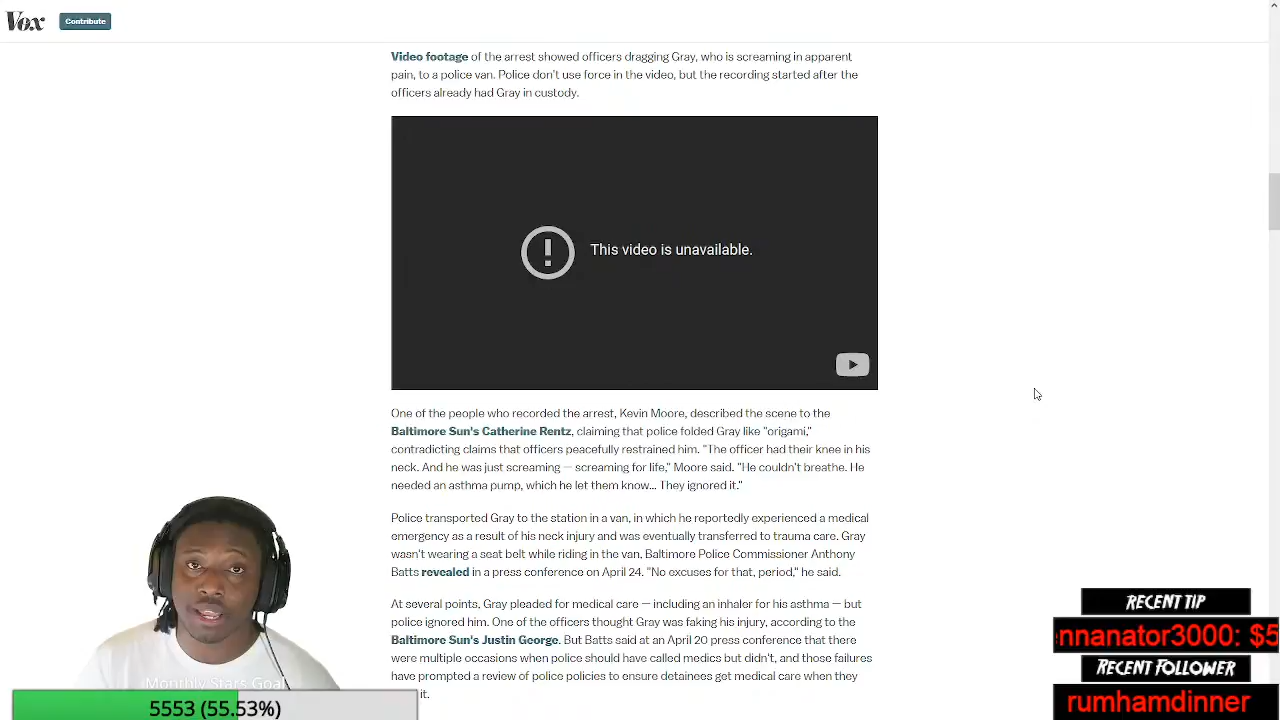 Vox
Contribute
Video footage of the arrest showed officers dragging Gray, who is screaming in apparent
pain, to a police van. Police don't use force in the video, but the recording started after the
officers already had Gray in custody.
This video is unavailable.
One of the people who recorded the arrest, Kevin Moore, described the scene to the
Baltimore Sun's Catherine Rentz, claiming that police folded Gray like "origami,"
contradicting claims that officers peacefully restrained him. "The officer had their knee in his
neck. And he was just screaming — screaming for life," Moore said. "He couldn't breathe. He
needed an asthma pump, which he let them know... They ignored it."
Police transported Gray to the station in a van, in which he reportedly experienced a medical
emergency as a result of his neck injury and was eventually transferred to trauma care. Gray
wasn't wearing a seat belt while riding in the van, Baltimore Police Commissioner Anthony
Batts revealed in a press conference on April 24. "No excuses for that, period," he said.
At several points, Gray pleaded for medical care — including an inhaler for his asthma — but
police ignored him. One of the officers thought Gray was faking his injury, according to the
Baltimore Sun's Justin George. But Batts said at an April 20 press conference that there
were multiple occasions when police should have called medics but didn't, and those failures
have prompted a review of police policies to ensure detainees get medical care when they
it.
Monthly Stars Goal
5553 (55.53%)
RECENT TIP
nnanator3000: $5
RECENT FOLLOWER
rumhamdinner